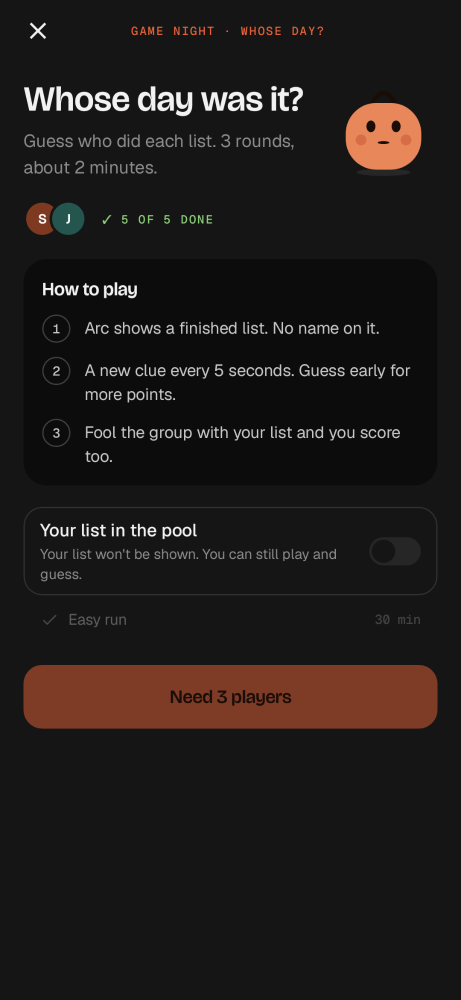 GAME NIGHT · WHOSE DAY?
Whose day was it?
Guess who did each list. 3 rounds,
about 2 minutes.
S J ✓ 5 OF 5 DONE
How to play
1 Arc shows a finished list. No name on it.
2 A new clue every 5 seconds. Guess early for
more points.
3 Fool the group with your list and you score
too.
Your list in the pool
Your list won't be shown. You can still play and
guess.
Easy run 30 min
Need 3 players